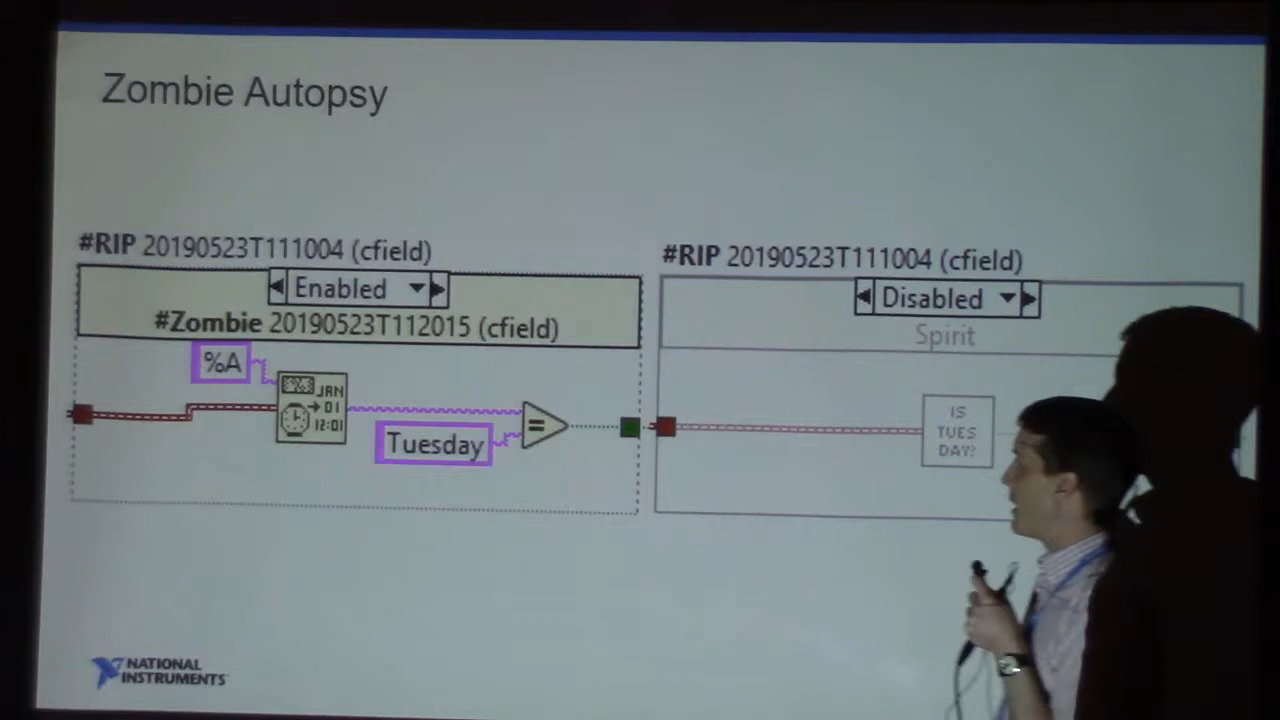 Zombie Autopsy
#RIP 20190523T111004 (cfield)
Enabled
#Zombie 20190523T112015 (cfield)
%A
JAN
01
12:01
Tuesday
=
#RIP 20190523T111004 (cfield)
Disabled
Spirit
IS
TUES
DAY?
NATIONAL
INSTRUMENTS